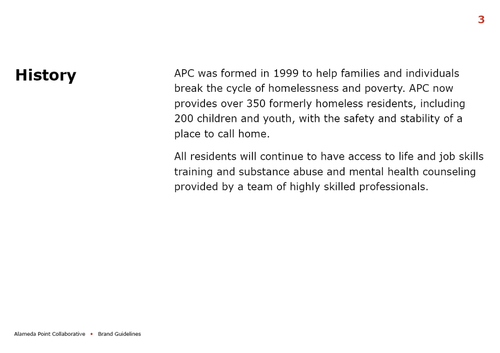 3
History
APC was formed in 1999 to help families and individuals
break the cycle of homelessness and poverty. APC now
provides over 350 formerly homeless residents, including
200 children and youth, with the safety and stability of a
place to call home.
All residents will continue to have access to life and job skills
training and substance abuse and mental health counseling
provided by a team of highly skilled professionals.
Alameda Point Collaborative • Brand Guidelines